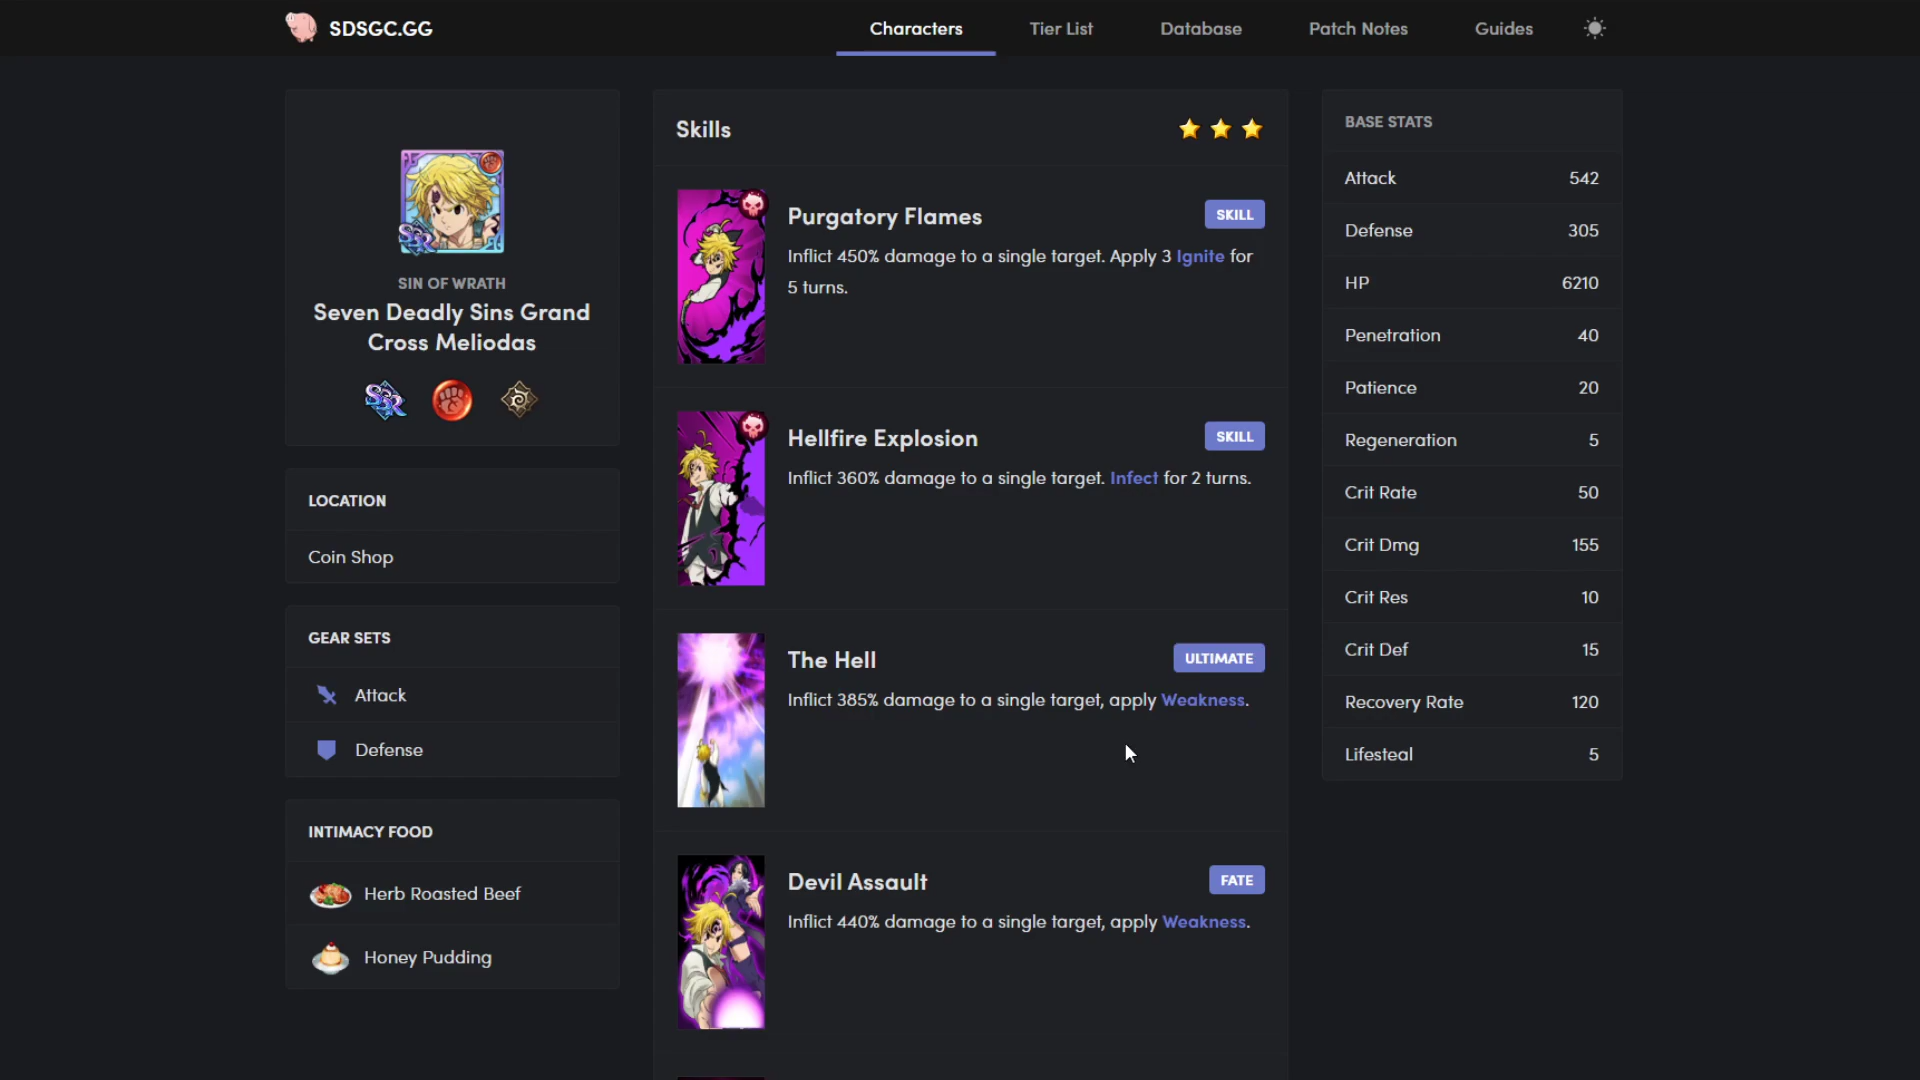 SDSGC.GG
Characters
Tier List
Database
Patch Notes
Guides
SSR
SIN OF WRATH
Seven Deadly Sins Grand
Cross Meliodas
SSR
LOCATION
Coin Shop
GEAR SETS
Attack
Defense
INTIMACY FOOD
Herb Roasted Beef
Honey Pudding
Skills
Purgatory Flames
SKILL
Inflict 450% damage to a single target. Apply 3 Ignite for
5 turns.
Hellfire Explosion
SKILL
Inflict 360% damage to a single target. Infect for 2 turns.
The Hell
ULTIMATE
Inflict 385% damage to a single target, apply Weakness.
Devil Assault
FATE
Inflict 440% damage to a single target, apply Weakness.
BASE STATS
Attack 542
Defense 305
HP 6210
Penetration 40
Patience 20
Regeneration 5
Crit Rate 50
Crit Dmg 155
Crit Res 10
Crit Def 15
Recovery Rate 120
Lifesteal 5